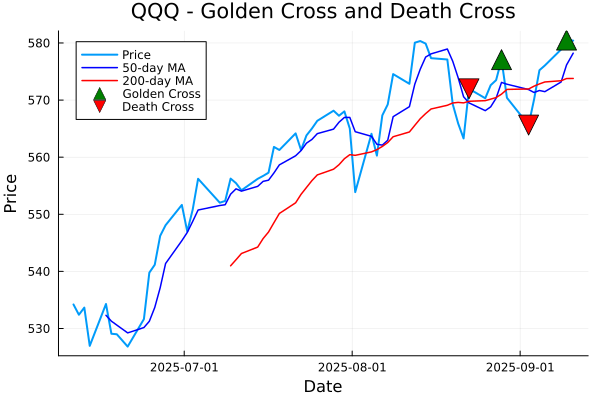 QQQ - Golden Cross and Death Cross
580
570
560
550
540
530
Price
Price
50-day MA
200-day MA
Golden Cross
Death Cross
2025-07-01
2025-08-01
2025-09-01
Date